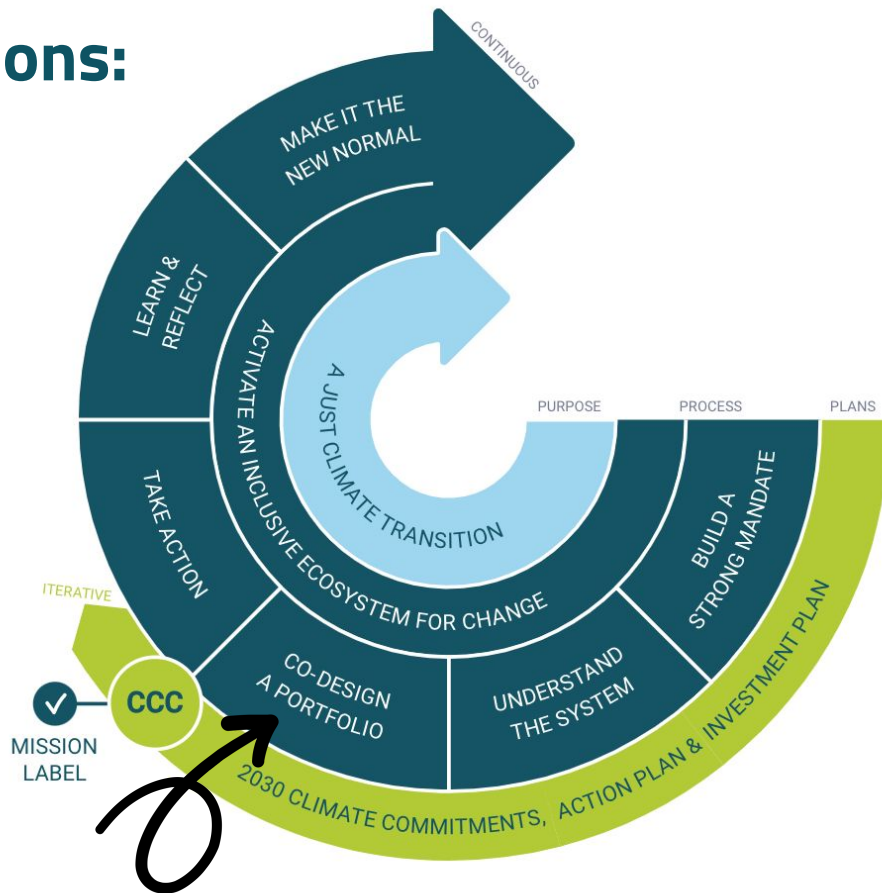 ons:
CONTINUOUS
MAKE IT THE
NEW NORMAL
LEARN &
REFLECT
ACTIVATE AN INCLUSIVE ECOSYSTEM FOR CHANGE
A JUST CLIMATE TRANSITION
PURPOSE
PROCESS
PLANS
TAKE ACTION
BUILD A
STRONG MANDATE
ITERATIVE
CO-DESIGN
A PORTFOLIO
UNDERSTAND
THE SYSTEM
CCC
MISSION
LABEL
2030 CLIMATE COMMITMENTS, ACTION PLAN & INVESTMENT PLAN